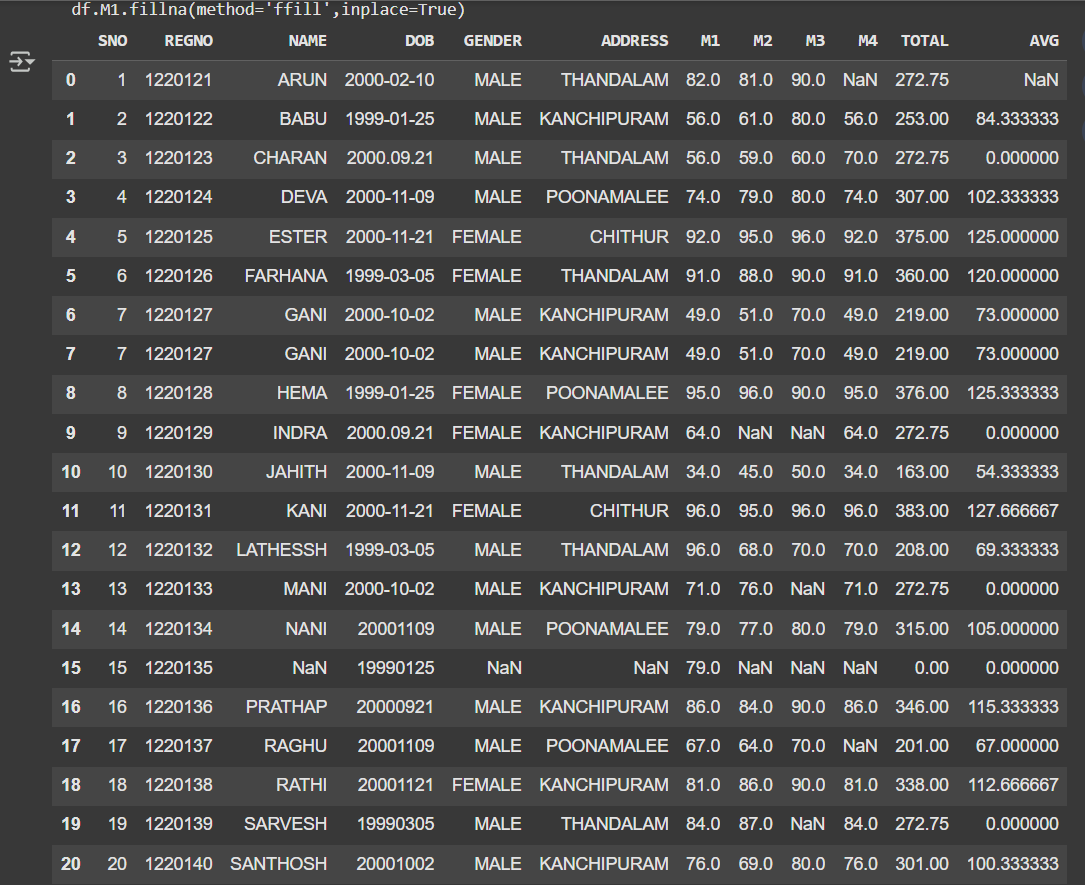 df.M1.fillna(method='ffill',inplace=True)
SNO REGNO NAME DOB GENDER ADDRESS M1 M2 M3 M4 TOTAL AVG
0 1 1220121 ARUN 2000-02-10 MALE THANDALAM 82.0 81.0 90.0 NaN 272.75 NaN
1 2 1220122 BABU 1999-01-25 MALE KANCHIPURAM 56.0 61.0 80.0 56.0 253.00 84.333333
2 3 1220123 CHARAN 2000.09.21 MALE THANDALAM 56.0 59.0 60.0 70.0 272.75 0.000000
3 4 1220124 DEVA 2000-11-09 MALE POONAMALEE 74.0 79.0 80.0 74.0 307.00 102.333333
4 5 1220125 ESTER 2000-11-21 FEMALE CHITHUR 92.0 95.0 96.0 92.0 375.00 125.000000
5 6 1220126 FARHANA 1999-03-05 FEMALE THANDALAM 91.0 88.0 90.0 91.0 360.00 120.000000
6 7 1220127 GANI 2000-10-02 MALE KANCHIPURAM 49.0 51.0 70.0 49.0 219.00 73.000000
7 7 1220127 GANI 2000-10-02 MALE KANCHIPURAM 49.0 51.0 70.0 49.0 219.00 73.000000
8 8 1220128 HEMA 1999-01-25 FEMALE POONAMALEE 95.0 96.0 90.0 95.0 376.00 125.333333
9 9 1220129 INDRA 2000.09.21 FEMALE KANCHIPURAM 64.0 NaN NaN 64.0 272.75 0.000000
10 10 1220130 JAHITH 2000-11-09 MALE THANDALAM 34.0 45.0 50.0 34.0 163.00 54.333333
11 11 1220131 KANI 2000-11-21 FEMALE CHITHUR 96.0 95.0 96.0 96.0 383.00 127.666667
12 12 1220132 LATHESSH 1999-03-05 MALE THANDALAM 96.0 68.0 70.0 70.0 208.00 69.333333
13 13 1220133 MANI 2000-10-02 MALE KANCHIPURAM 71.0 76.0 NaN 71.0 272.75 0.000000
14 14 1220134 NANI 20001109 MALE POONAMALEE 79.0 77.0 80.0 79.0 315.00 105.000000
15 15 1220135 NaN 19990125 NaN NaN 79.0 NaN NaN NaN 0.00 0.000000
16 16 1220136 PRATHAP 20000921 MALE KANCHIPURAM 86.0 84.0 90.0 86.0 346.00 115.333333
17 17 1220137 RAGHU 20001109 MALE POONAMALEE 67.0 64.0 70.0 NaN 201.00 67.000000
18 18 1220138 RATHI 20001121 FEMALE KANCHIPURAM 81.0 86.0 90.0 81.0 338.00 112.666667
19 19 1220139 SARVESH 19990305 MALE THANDALAM 84.0 87.0 NaN 84.0 272.75 0.000000
20 20 1220140 SANTHOSH 20001002 MALE KANCHIPURAM 76.0 69.0 80.0 76.0 301.00 100.333333